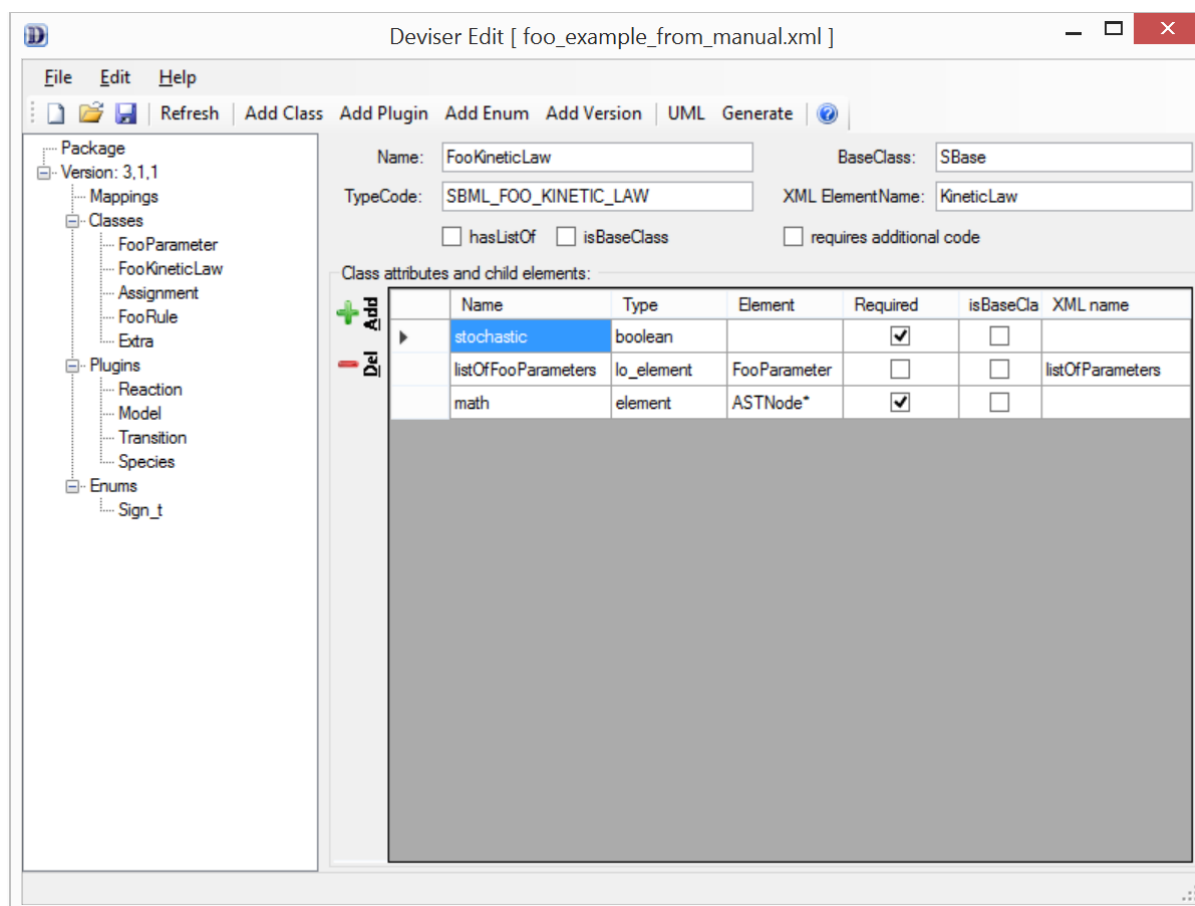 Deviser Edit [ foo_example_from_manual.xml ]
File Edit Help
Refresh Add Class Add Plugin Add Enum Add Version UML Generate
Package
Version: 3,1,1
Mappings
Classes
FooParameter
FooKineticLaw
Assignment
FooRule
Extra
Plugins
Reaction
Model
Transition
Species
Enums
Sign_t
Name: FooKineticLaw BaseClass: SBase
TypeCode: SBML_FOO_KINETIC_LAW XML ElementName: KineticLaw
hasListOf isBaseClass requires additional code
Class attributes and child elements:
Add
Del
Name Type Element Required isBaseCla XML name
stochastic boolean
listOfFooParameters lo_element FooParameter listOfParameters
math element ASTNode*